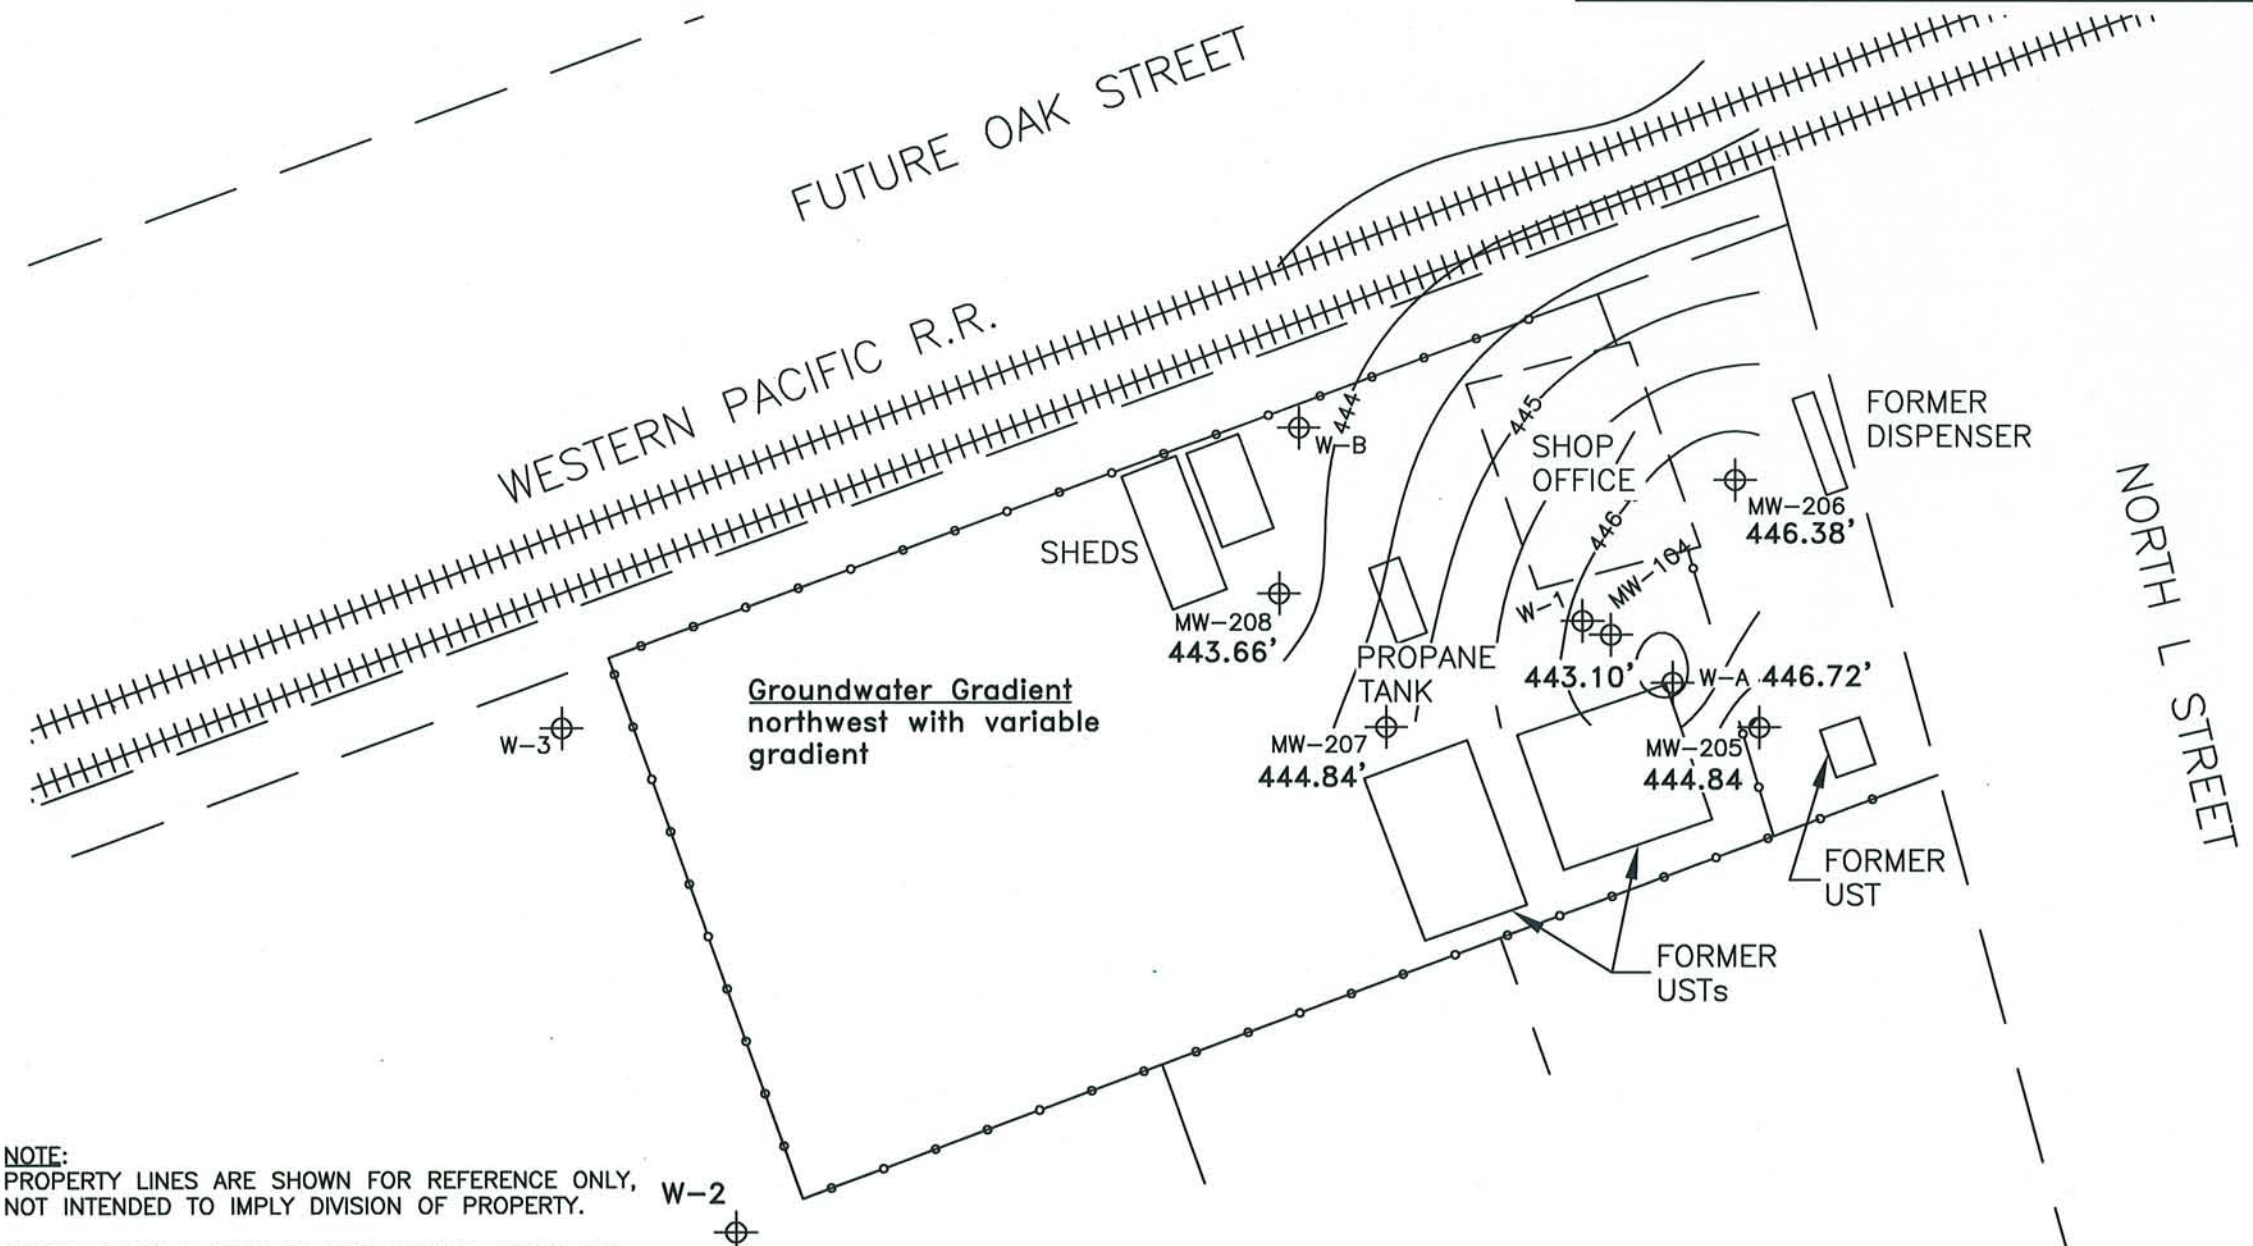 FUTURE OAK STREET
WESTERN PACIFIC R.R.
FORMER
DISPENSER
444
W-B
445
SHOP
OFFICE
446
MW-206
446.38'
NORTH L STREET
SHEDS
MW-208
443.66'
W-1
MW-104
443.10'
W-A
446.72'
PROPANE
TANK
Groundwater Gradient
northwest with variable
gradient
W-3
MW-207
444.84'
MW-205
444.84
FORMER
UST
FORMER
USTs
NOTE:
PROPERTY LINES ARE SHOWN FOR REFERENCE ONLY,
NOT INTENDED TO IMPLY DIVISION OF PROPERTY.
W-2